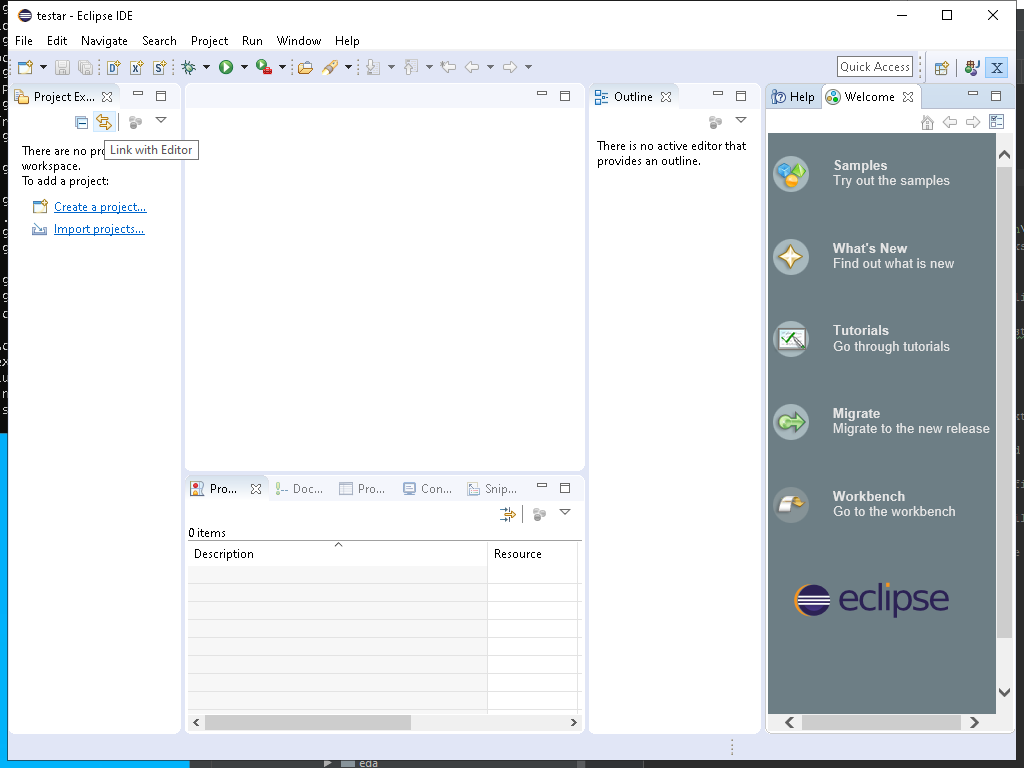 testar - Eclipse IDE
File Edit Navigate Search Project Run Window Help
Quick Access
Project Ex...
Outline
Help
Welcome
There are no pro
workspace.
To add a project:
Link with Editor
Create a project...
Import projects...
There is no active editor that
provides an outline.
Samples
Try out the samples
What's New
Find out what is new
Tutorials
Go through tutorials
Migrate
Migrate to the new release
Workbench
Go to the workbench
eclipse
Pro...
Doc...
Pro...
Con...
Snip...
0 items
Description
Resource
eda